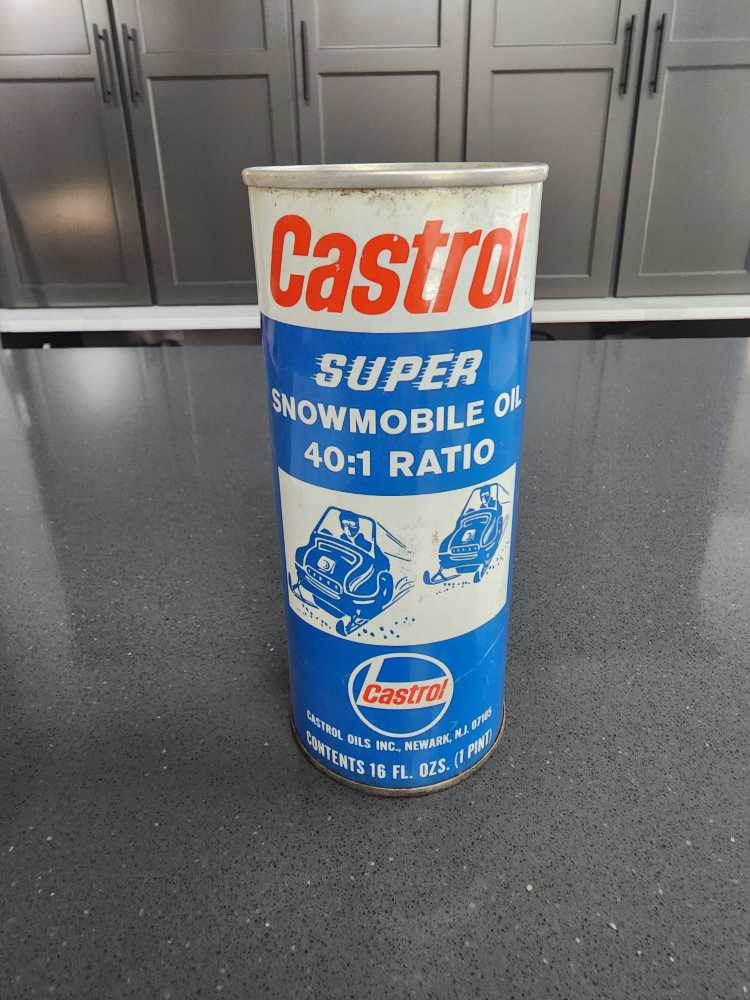 Castrol
SUPER
SNOWMOBILE OIL
40:1 RATIO
Castrol
CASTROL OILS INC., NEWARK, N.J. 07105
CONTENTS 16 FL. OZS. (1 PINT)